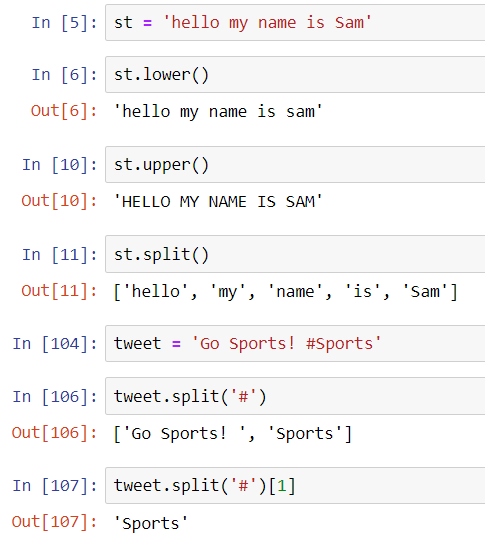 In [5]: st = 'hello my name is Sam'
In [6]: st.lower()
Out[6]: 'hello my name is sam'
In [10]: st.upper()
Out[10]: 'HELLO MY NAME IS SAM'
In [11]: st.split()
Out[11]: ['hello', 'my', 'name', 'is', 'Sam']
In [104]: tweet = 'Go Sports! #Sports'
In [106]: tweet.split('#')
Out[106]: ['Go Sports! ', 'Sports']
In [107]: tweet.split('#')[1]
Out[107]: 'Sports'